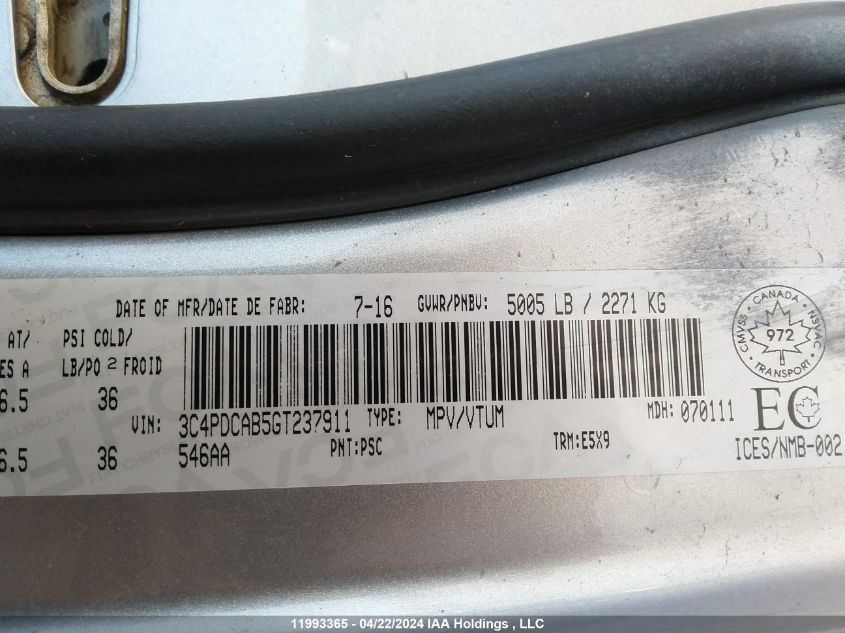 DATE OF MFR/DATE DE FABR: 7-16 GVWR/PNBV: 5005 LB / 2271 KG
AT/ PSI COLD/
ES A LB/PO 2 FROID
6.5 36
VIN: 3C4PDCAB5GT237911 TYPE: MPV/VTUM MDH: 070111
6.5 36 546AA PNT:PSC TRM:E5X9
CANADA
CMVSS NSVAC
972
TRANSPORT
EC
ICES/NMB-002
11993365 - 04/22/2024 IAA Holdings , LLC